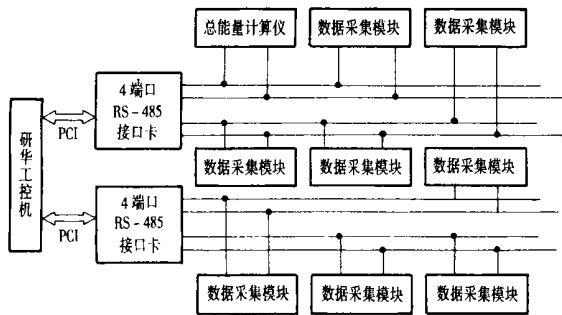 总能量计算仪
数据采集模块
数据采集模块
4端口
RS-485
接口卡
PCI
研华工控机
数据采集模块
数据采集模块
数据采集模块
4端口
RS-485
接口卡
PCI
数据采集模块
数据采集模块
数据采集模块